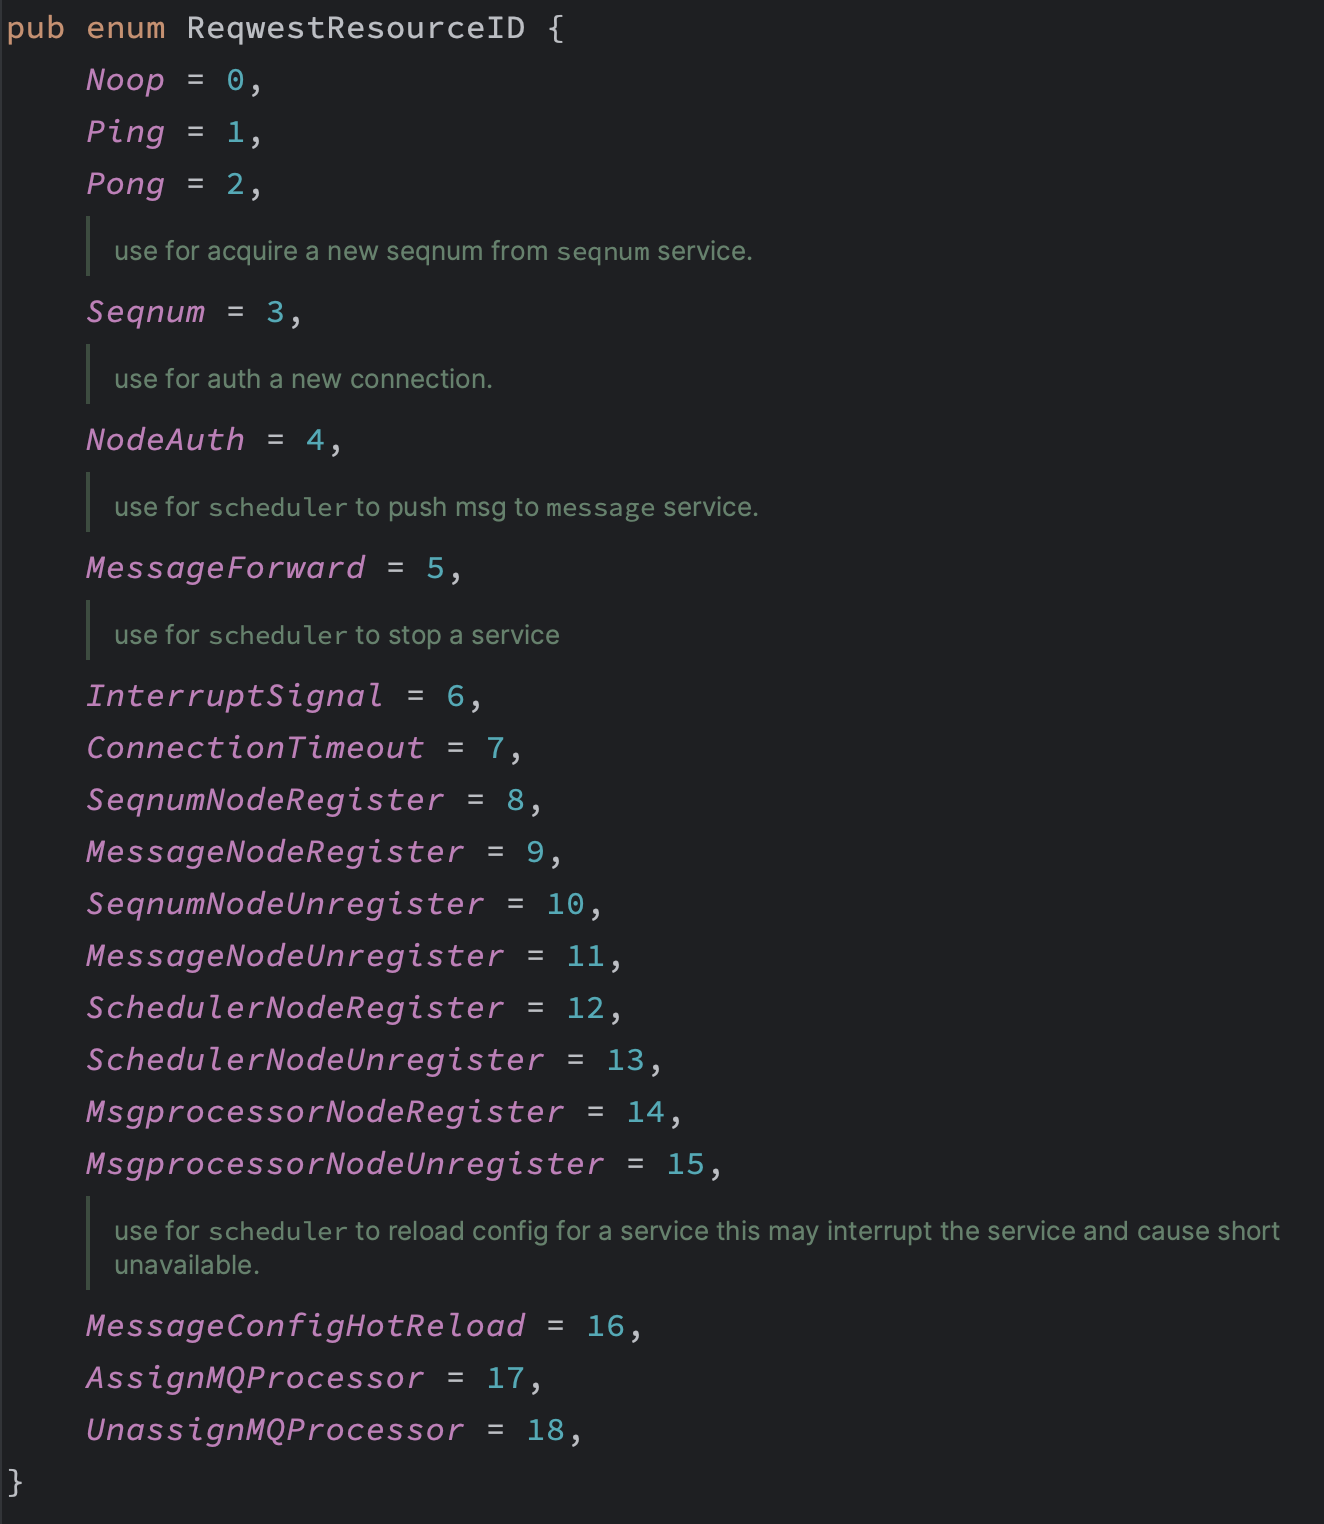 pub enum ReqwestResourceID {
    Noop = 0,
    Ping = 1,
    Pong = 2,
    use for acquire a new seqnum from seqnum service.
    Seqnum = 3,
    use for auth a new connection.
    NodeAuth = 4,
    use for scheduler to push msg to message service.
    MessageForward = 5,
    use for scheduler to stop a service
    InterruptSignal = 6,
    ConnectionTimeout = 7,
    SeqnumNodeRegister = 8,
    MessageNodeRegister = 9,
    SeqnumNodeUnregister = 10,
    MessageNodeUnregister = 11,
    SchedulerNodeRegister = 12,
    SchedulerNodeUnregister = 13,
    MsgprocessorNodeRegister = 14,
    MsgprocessorNodeUnregister = 15,
    use for scheduler to reload config for a service this may interrupt the service and cause short
    unavailable.
    MessageConfigHotReload = 16,
    AssignMQProcessor = 17,
    UnassignMQProcessor = 18,
}